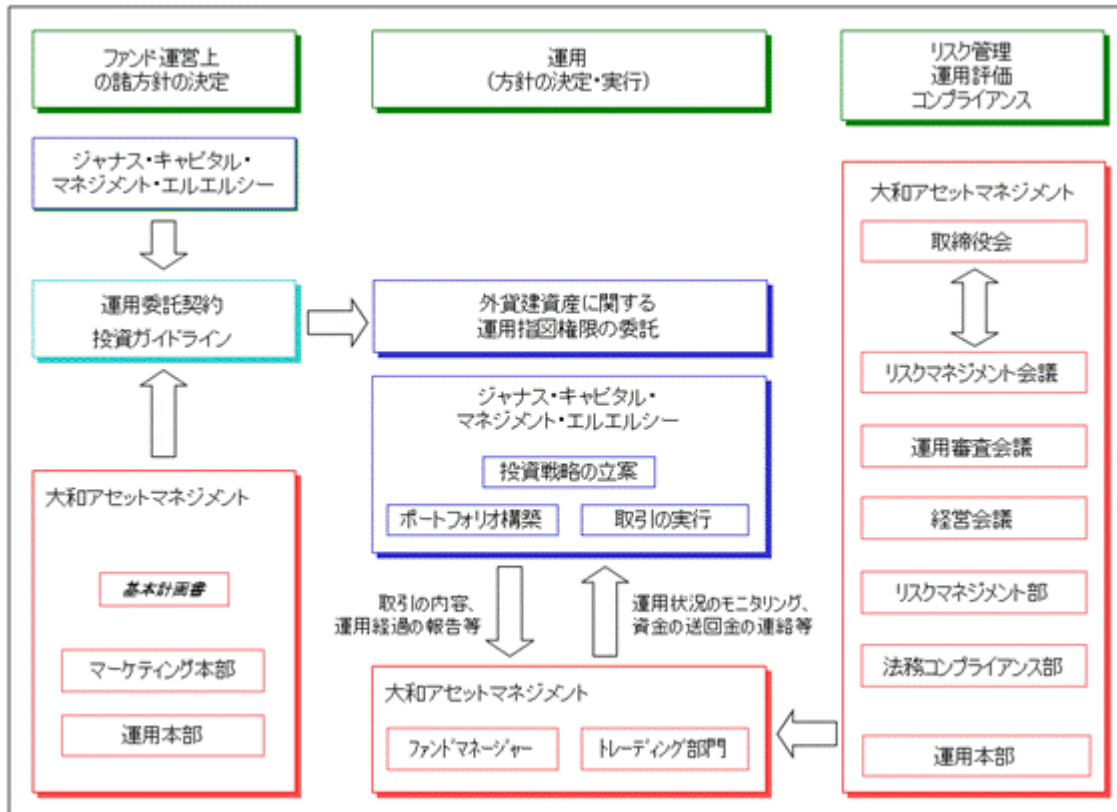 ファンド運営上
の諸方針の決定
運用
(方針の決定・実行)
リスク管理
運用評価
コンプライアンス
ジャナス・キャピタル・
マネジメント・エルエルシー
運用委託契約
投資ガイドライン
外貨建資産に関する
運用指図権限の委託
ジャナス・キャピタル・
マネジメント・エルエルシー
投資戦略の立案
ポートフォリオ構築
取引の実行
取引の内容、
運用経過の報告等
運用状況のモニタリング、
資金の送回金の連絡等
大和アセットマネジメント
基本計画書
マーケティング本部
運用本部
大和アセットマネジメント
ファンドマネージャー
トレーディング部門
大和アセットマネジメント
取締役会
リスクマネジメント会議
運用審査会議
経営会議
リスクマネジメント部
法務コンプライアンス部
運用本部